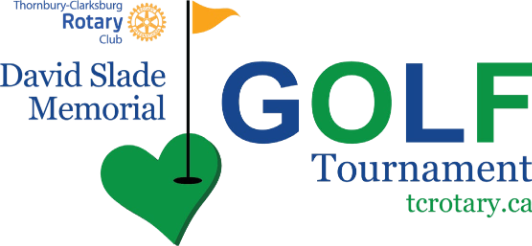 Thornbury-Clarksburg
Rotary
Club
David Slade
Memorial
GOLF
Tournament
tcrotary.ca